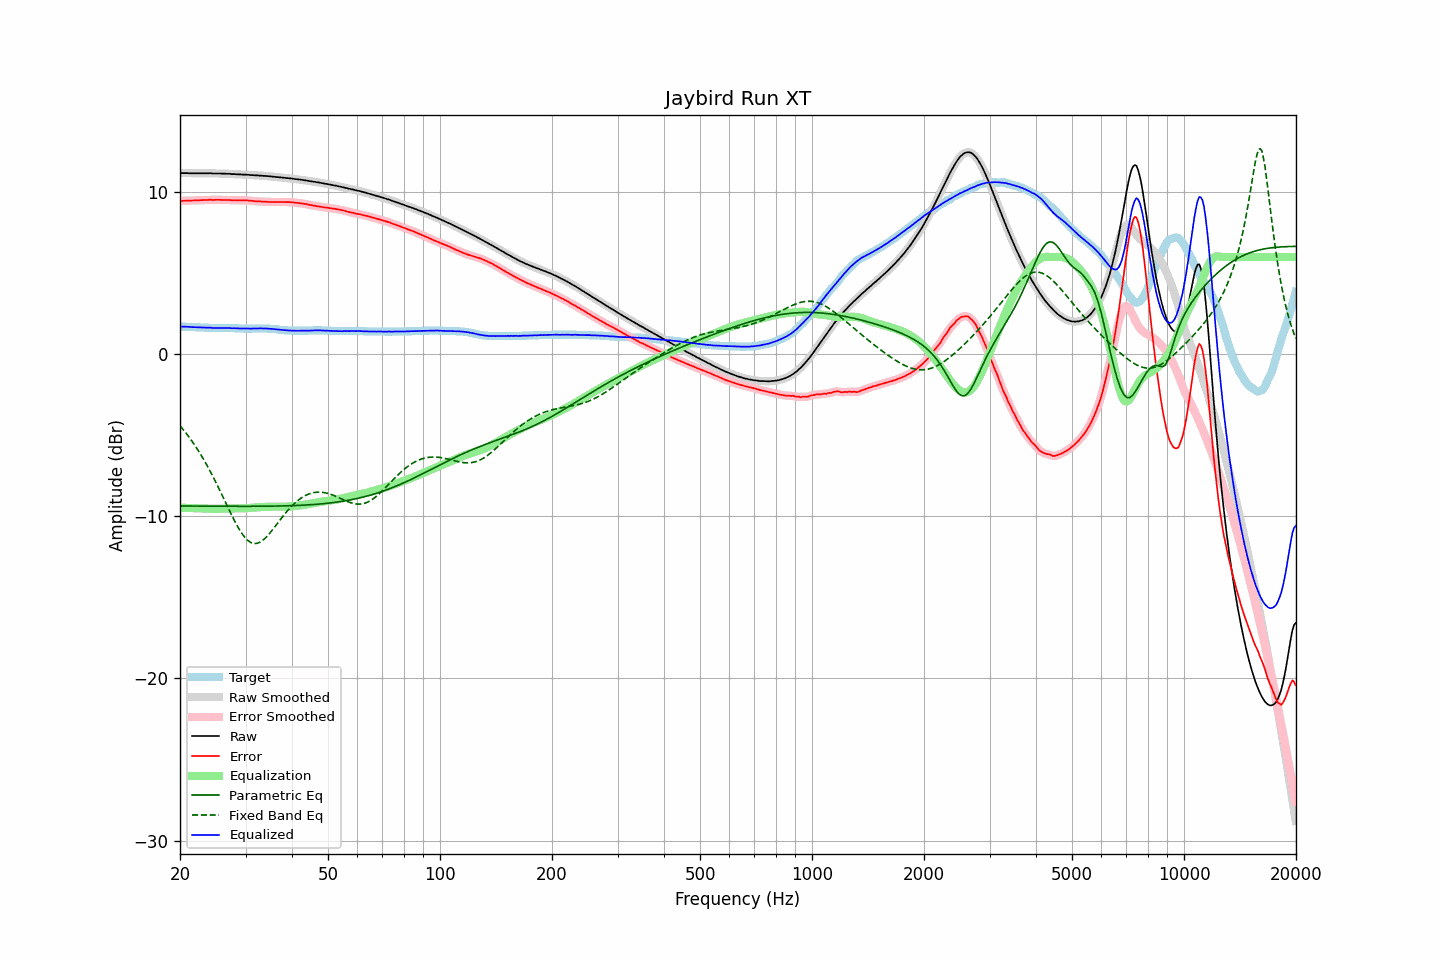 Jaybird Run XT
Amplitude (dBr)
10
0
−10
−20
−30
Target
Raw Smoothed
Error Smoothed
Raw
Error
Equalization
Parametric Eq
Fixed Band Eq
Equalized
20 50 100 200 500 1000 2000 5000 10000 20000
Frequency (Hz)